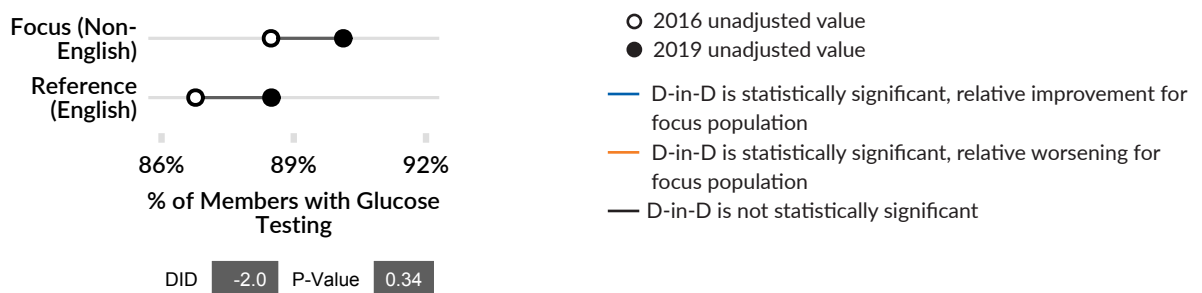 Focus (Non-
English)
Reference
(English)
86%
89%
92%
% of Members with Glucose
Testing
DID -2.0 P-Value 0.34
2016 unadjusted value
2019 unadjusted value
D-in-D is statistically significant, relative improvement for
focus population
D-in-D is statistically significant, relative worsening for
focus population
D-in-D is not statistically significant